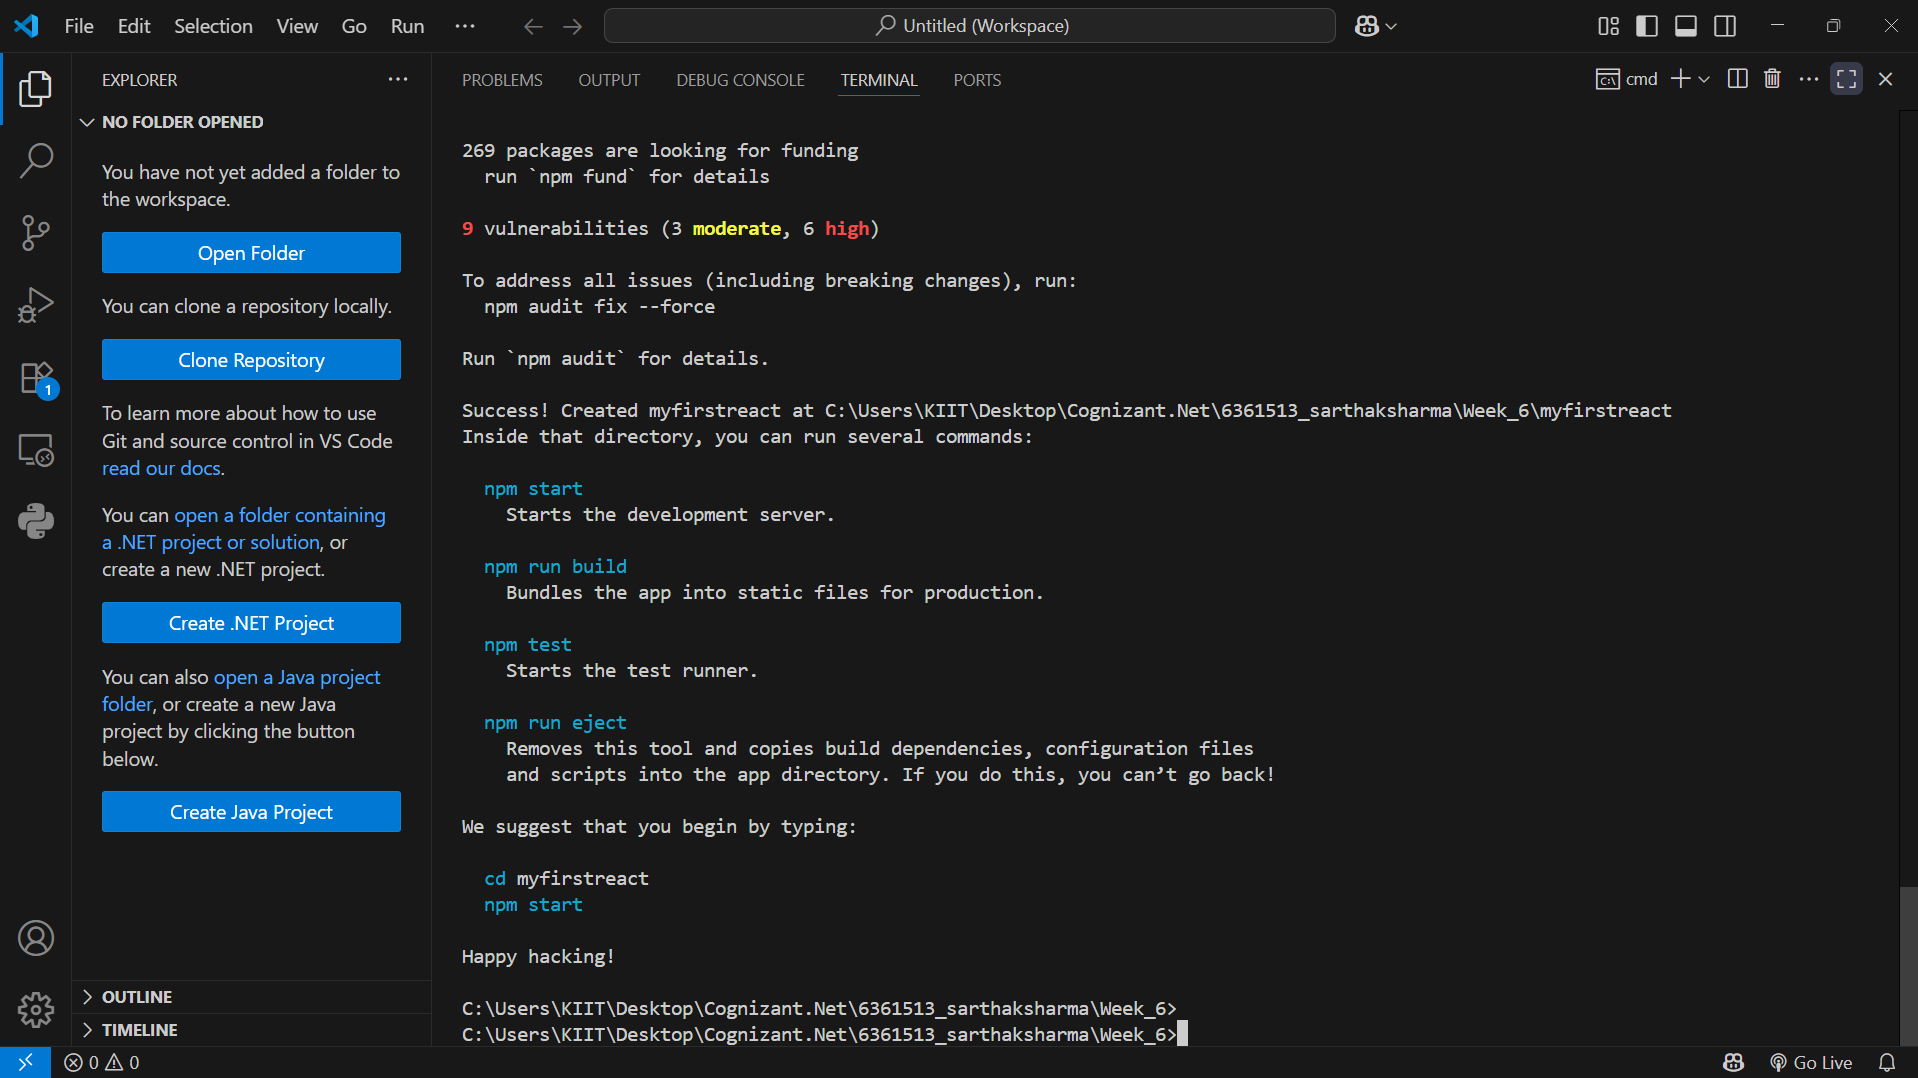 File Edit Selection View Go Run ··· Untitled (Workspace)
EXPLORER ···
NO FOLDER OPENED
You have not yet added a folder to
the workspace.
Open Folder
You can clone a repository locally.
Clone Repository
1
To learn more about how to use
Git and source control in VS Code
read our docs.
You can open a folder containing
a .NET project or solution, or
create a new .NET project.
Create .NET Project
You can also open a Java project
folder, or create a new Java
project by clicking the button
below.
Create Java Project
OUTLINE
TIMELINE
PROBLEMS OUTPUT DEBUG CONSOLE TERMINAL PORTS cmd
269 packages are looking for funding
run `npm fund` for details
9 vulnerabilities (3 moderate, 6 high)
To address all issues (including breaking changes), run:
npm audit fix --force
Run `npm audit` for details.
Success! Created myfirstreact at C:\Users\KIIT\Desktop\Cognizant.Net\6361513_sarthaksharma\Week_6\myfirstreact
Inside that directory, you can run several commands:
npm start
Starts the development server.
npm run build
Bundles the app into static files for production.
npm test
Starts the test runner.
npm run eject
Removes this tool and copies build dependencies, configuration files
and scripts into the app directory. If you do this, you can’t go back!
We suggest that you begin by typing:
cd myfirstreact
npm start
Happy hacking!
C:\Users\KIIT\Desktop\Cognizant.Net\6361513_sarthaksharma\Week_6>
C:\Users\KIIT\Desktop\Cognizant.Net\6361513_sarthaksharma\Week_6>
0 0 Go Live